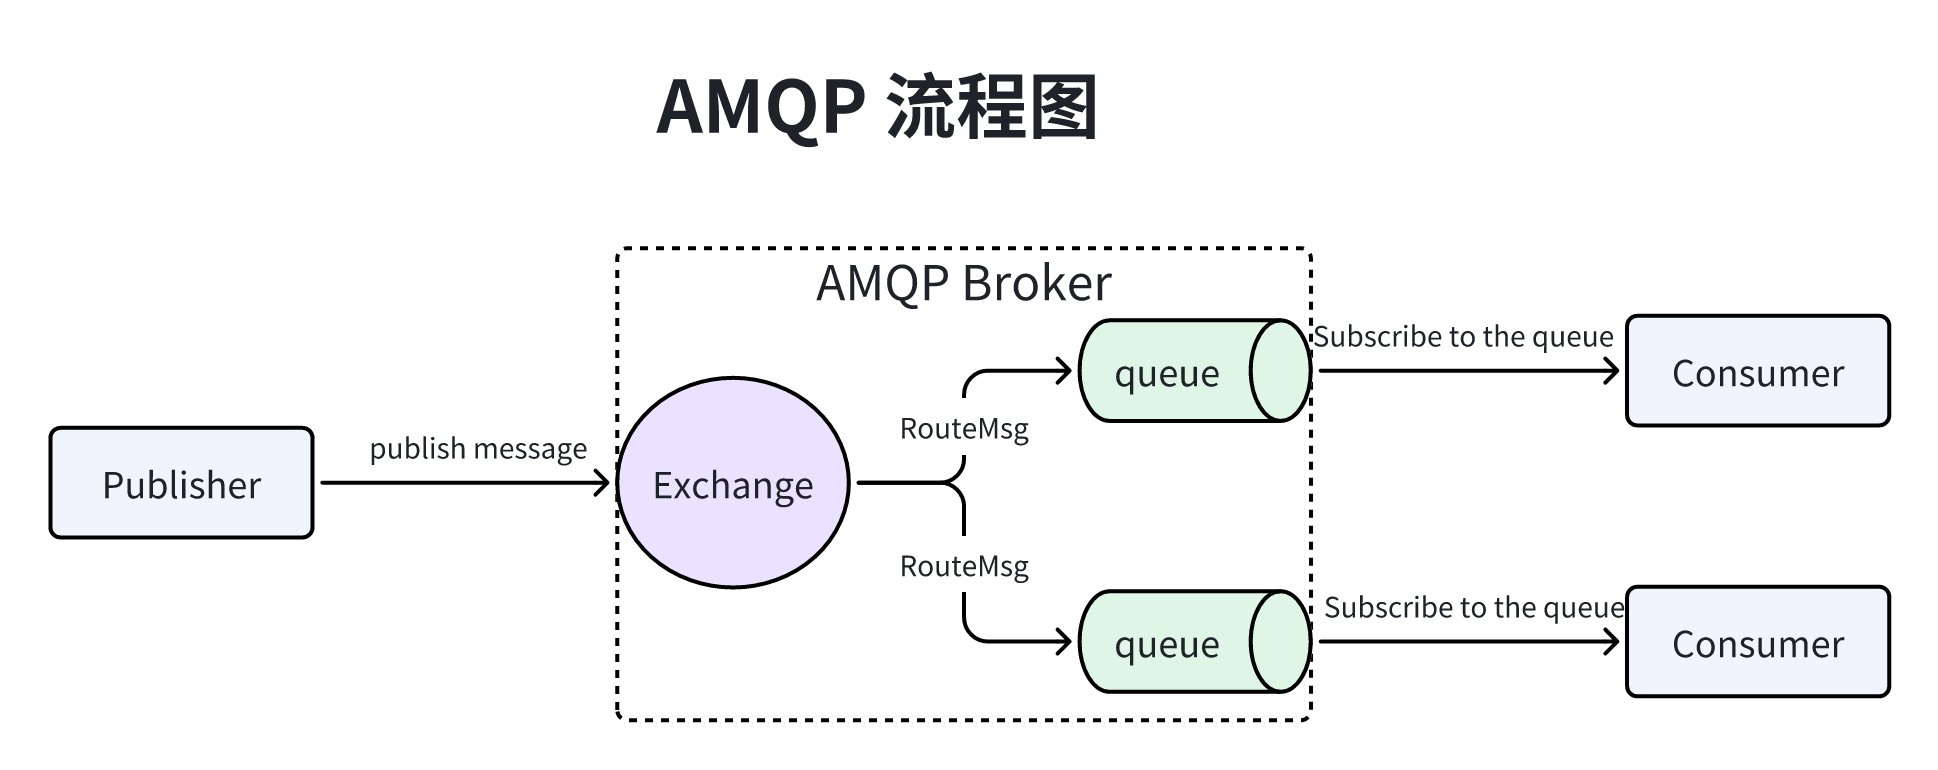 AMQP 流程图
AMQP Broker
Publisher
publish message
Exchange
RouteMsg
queue
Subscribe to the queue
Consumer
RouteMsg
queue
Subscribe to the queue
Consumer